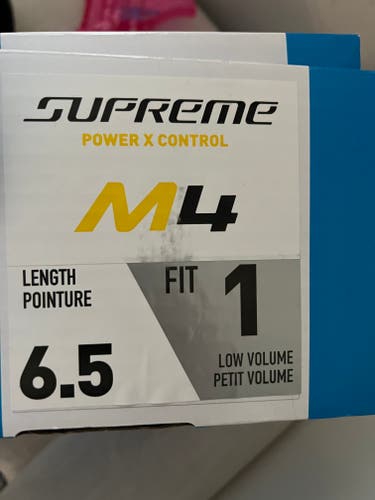 SUPREME
POWER X CONTROL
M4
LENGTH
POINTURE
6.5
FIT 1
LOW VOLUME
PETIT VOLUME